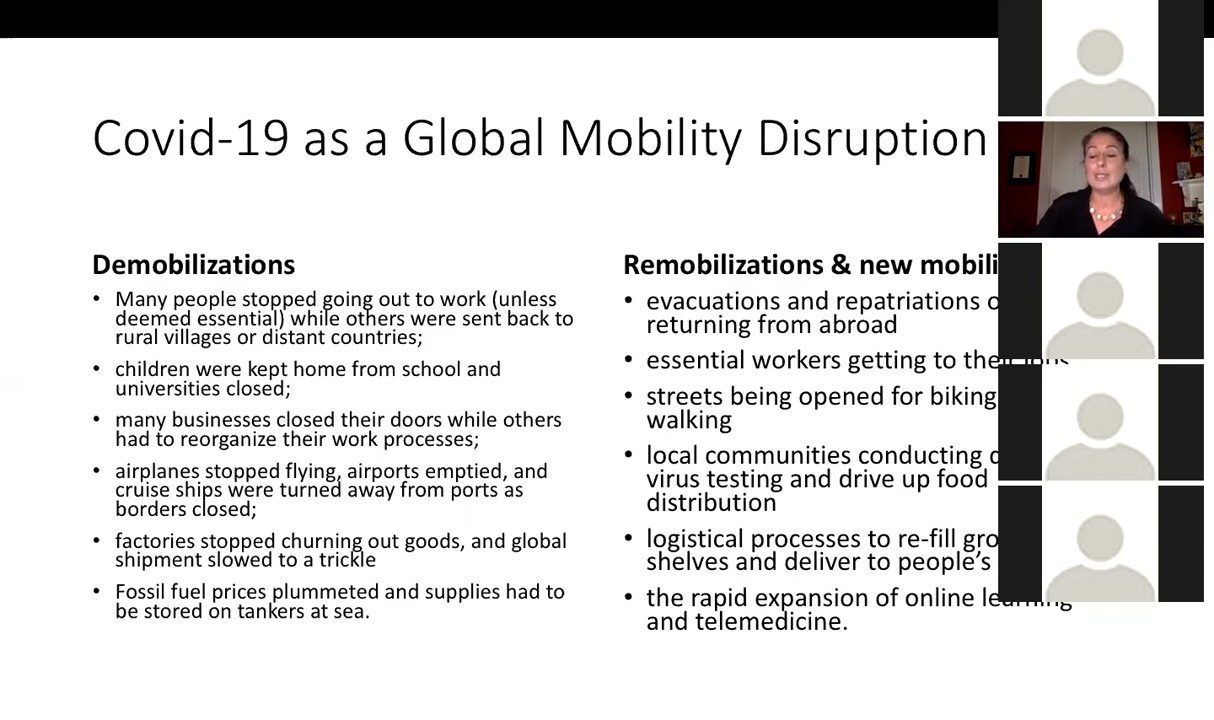 Covid-19 as a Global Mobility Disruption
Demobilizations
• Many people stopped going out to work (unless
deemed essential) while others were sent back to
rural villages or distant countries;
• children were kept home from school and
universities closed;
• many businesses closed their doors while others
had to reorganize their work processes;
• airplanes stopped flying, airports emptied, and
cruise ships were turned away from ports as
borders closed;
• factories stopped churning out goods, and global
shipment slowed to a trickle
• Fossil fuel prices plummeted and supplies had to
be stored on tankers at sea.
Remobilizations & new
• evacuations and repatriations
returning from abroad
• essential workers getting to their jobs
• streets being opened for biking
walking
• local communities conducting
virus testing and drive up food
distribution
• logistical processes to re-fill
shelves and deliver to people’s
• the rapid expansion of online learning
and telemedicine.